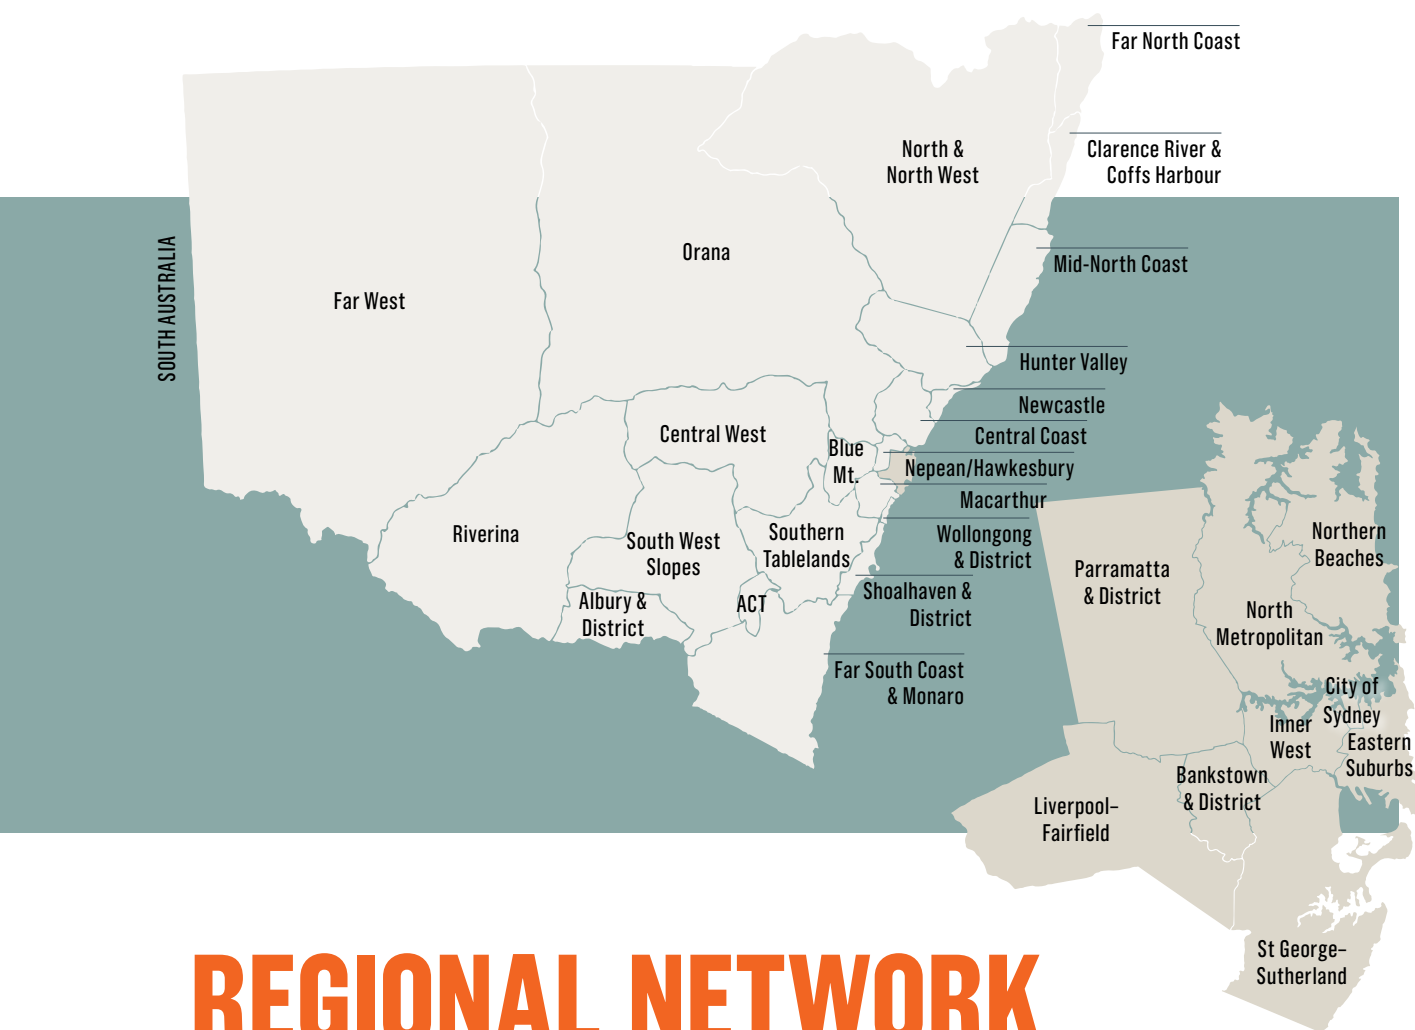 Far North Coast
North &
North West
Clarence River &
Coffs Harbour
SOUTH AUSTRALIA
Orana
Mid-North Coast
Far West
Hunter Valley
Newcastle
Central West
Central Coast
Blue
Mt.
Nepean/Hawkesbury
Macarthur
Riverina
South West
Slopes
Southern
Tablelands
Wollongong
& District
Northern
Beaches
Parramatta
& District
Albury &
District
ACT
Shoalhaven &
District
North
Metropolitan
Far South Coast
& Monaro
City of
Sydney
Inner
West
Eastern
Suburbs
Bankstown
& District
Liverpool–
Fairfield
St George–
Sutherland
REGIONAL NETWORK